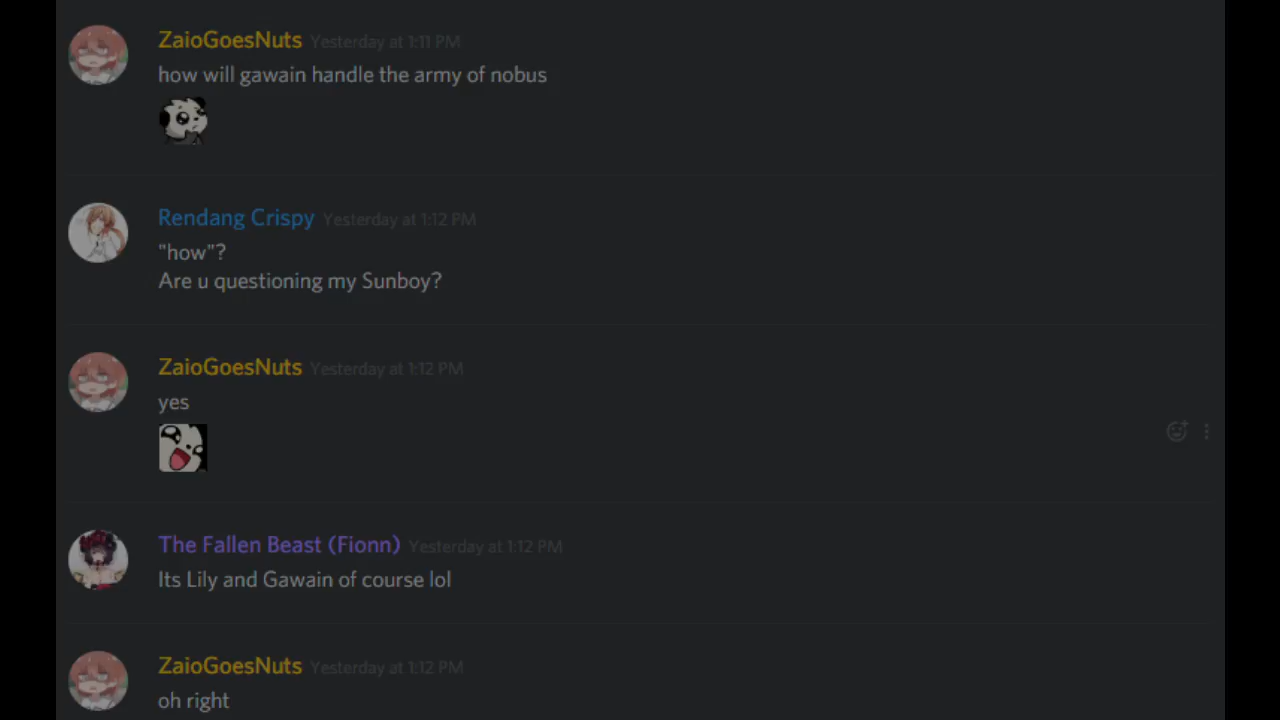 ZaioGoesNuts Yesterday at 1:11 PM
how will gawain handle the army of nobus
Rendang Crispy Yesterday at 1:12 PM
"how"?
Are u questioning my Sunboy?
ZaioGoesNuts Yesterday at 1:12 PM
yes
The Fallen Beast (Fionn) Yesterday at 1:12 PM
Its Lily and Gawain of course lol
ZaioGoesNuts Yesterday at 1:12 PM
oh right